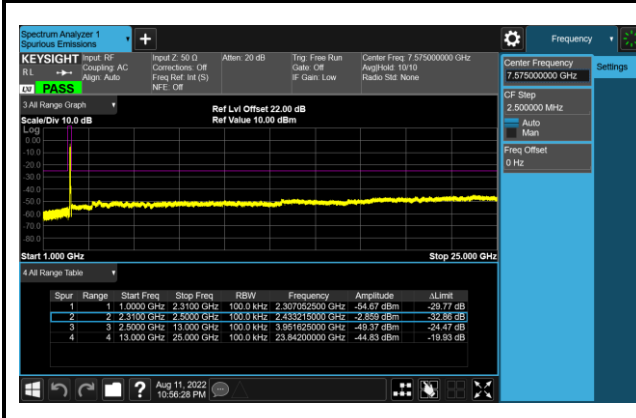 Spectrum Analyzer 1
Spurious Emissions
Frequency
KEYSIGHT
Input: RF
Input Z: 50 Ω
Atten: 20 dB
Trig: Free Run
Center Freq: 7.575000000 GHz
RL
Coupling: AC
Corrections: Off
Gate: Off
Avg|Hold: 10/10
Align: Auto
Freq Ref: Int (S)
IF Gain: Low
Radio Std: None
NFE: Off
LXI
PASS
Center Frequency
7.575000000 GHz
Settings
CF Step
2.500000 MHz
Auto
Man
Freq Offset
0 Hz
3 All Range Graph
Ref Lvl Offset 22.00 dB
Scale/Div 10.0 dB
Ref Value 10.00 dBm
Log
0.00
-10.0
-20.0
-30.0
-40.0
-50.0
-60.0
-70.0
-80.0
Start 1.000 GHz
Stop 25.000 GHz
4 All Range Table
Spur Range Start Freq Stop Freq RBW Frequency Amplitude ΔLimit
1 1 1.0000 GHz 2.3100 GHz 100.0 kHz 2.307052500 GHz -54.67 dBm -29.77 dB
2 2 2.3100 GHz 2.5000 GHz 100.0 kHz 2.433215000 GHz -2.859 dBm -32.86 dB
3 3 2.5000 GHz 13.000 GHz 100.0 kHz 3.951625000 GHz -49.37 dBm -24.47 dB
4 4 13.000 GHz 25.000 GHz 100.0 kHz 23.84200000 GHz -44.83 dBm -19.93 dB
Aug 11, 2022
10:56:28 PM